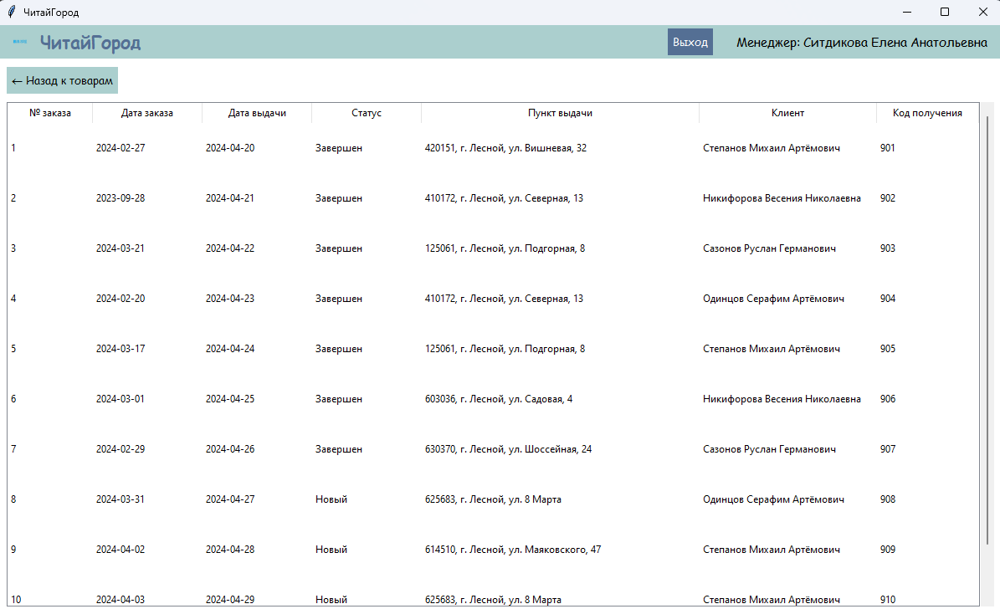 ЧитайГород
ЧитайГород Выход Менеджер: Ситдикова Елена Анатольевна
← Назад к товарам
№ заказа Дата заказа Дата выдачи Статус Пункт выдачи Клиент Код получения
1 2024-02-27 2024-04-20 Завершен 420151, г. Лесной, ул. Вишневая, 32 Степанов Михаил Артёмович 901
2 2023-09-28 2024-04-21 Завершен 410172, г. Лесной, ул. Северная, 13 Никифорова Весения Николаевна 902
3 2024-03-21 2024-04-22 Завершен 125061, г. Лесной, ул. Подгорная, 8 Сазонов Руслан Германович 903
4 2024-02-20 2024-04-23 Завершен 410172, г. Лесной, ул. Северная, 13 Одинцов Серафим Артёмович 904
5 2024-03-17 2024-04-24 Завершен 125061, г. Лесной, ул. Подгорная, 8 Степанов Михаил Артёмович 905
6 2024-03-01 2024-04-25 Завершен 603036, г. Лесной, ул. Садовая, 4 Никифорова Весения Николаевна 906
7 2024-02-29 2024-04-26 Завершен 630370, г. Лесной, ул. Шоссейная, 24 Сазонов Руслан Германович 907
8 2024-03-31 2024-04-27 Новый 625683, г. Лесной, ул. 8 Марта Одинцов Серафим Артёмович 908
9 2024-04-02 2024-04-28 Новый 614510, г. Лесной, ул. Маяковского, 47 Степанов Михаил Артёмович 909
10 2024-04-03 2024-04-29 Новый 625683, г. Лесной, ул. 8 Марта Степанов Михаил Артёмович 910